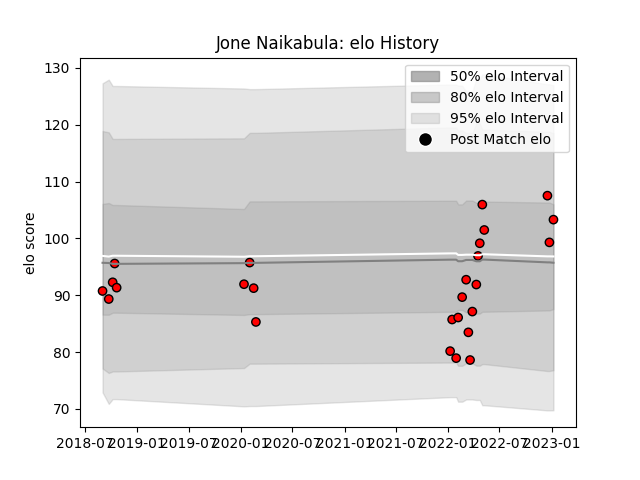 Jone Naikabula: elo History
50% elo Interval
80% elo Interval
95% elo Interval
Post Match elo
elo score
130
120
110
100
90
80
70
2018-07 2019-01 2019-07 2020-01 2020-07 2021-01 2021-07 2022-01 2022-07 2023-01